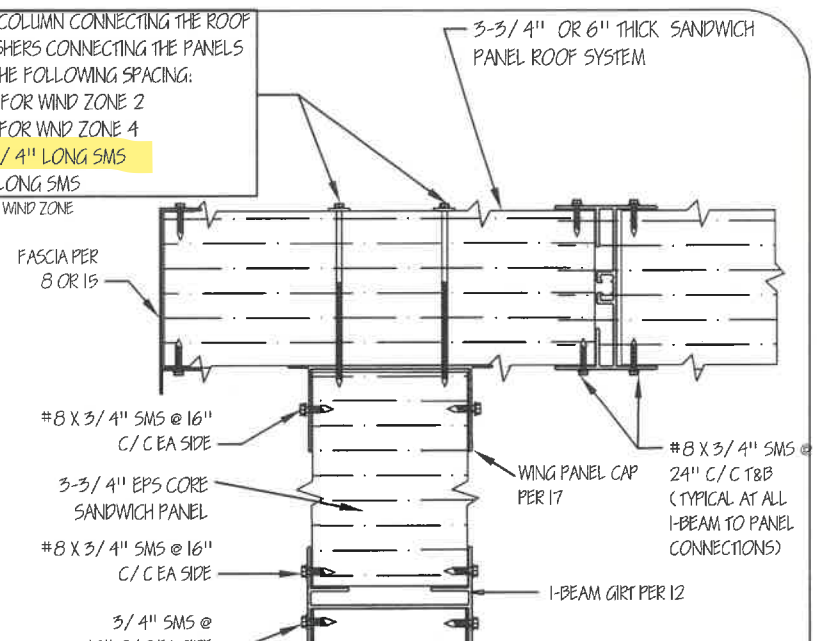 COLUMN CONNECTING THE ROOF
SHERS CONNECTING THE PANELS
HE FOLLOWING SPACING:
FOR WIND ZONE 2
FOR WND ZONE 4
/ 4" LONG SMS
LONG SMS
WIND ZONE
3-3/4" OR 6" THICK SANDWICH
PANEL ROOF SYSTEM
FASCIA PER
8 OR 15
#8 X 3/4" SMS @ 16"
C/C EA SIDE
3-3/4" EPS CORE
SANDWICH PANEL
#8 X 3/4" SMS @ 16"
C/C EA SIDE
3/4" SMS @
WING PANEL CAP
PER 17
#8 X 3/4" SMS @
24" C/C T&B
(TYPICAL AT ALL
I-BEAM TO PANEL
CONNECTIONS)
I-BEAM GIRT PER 12